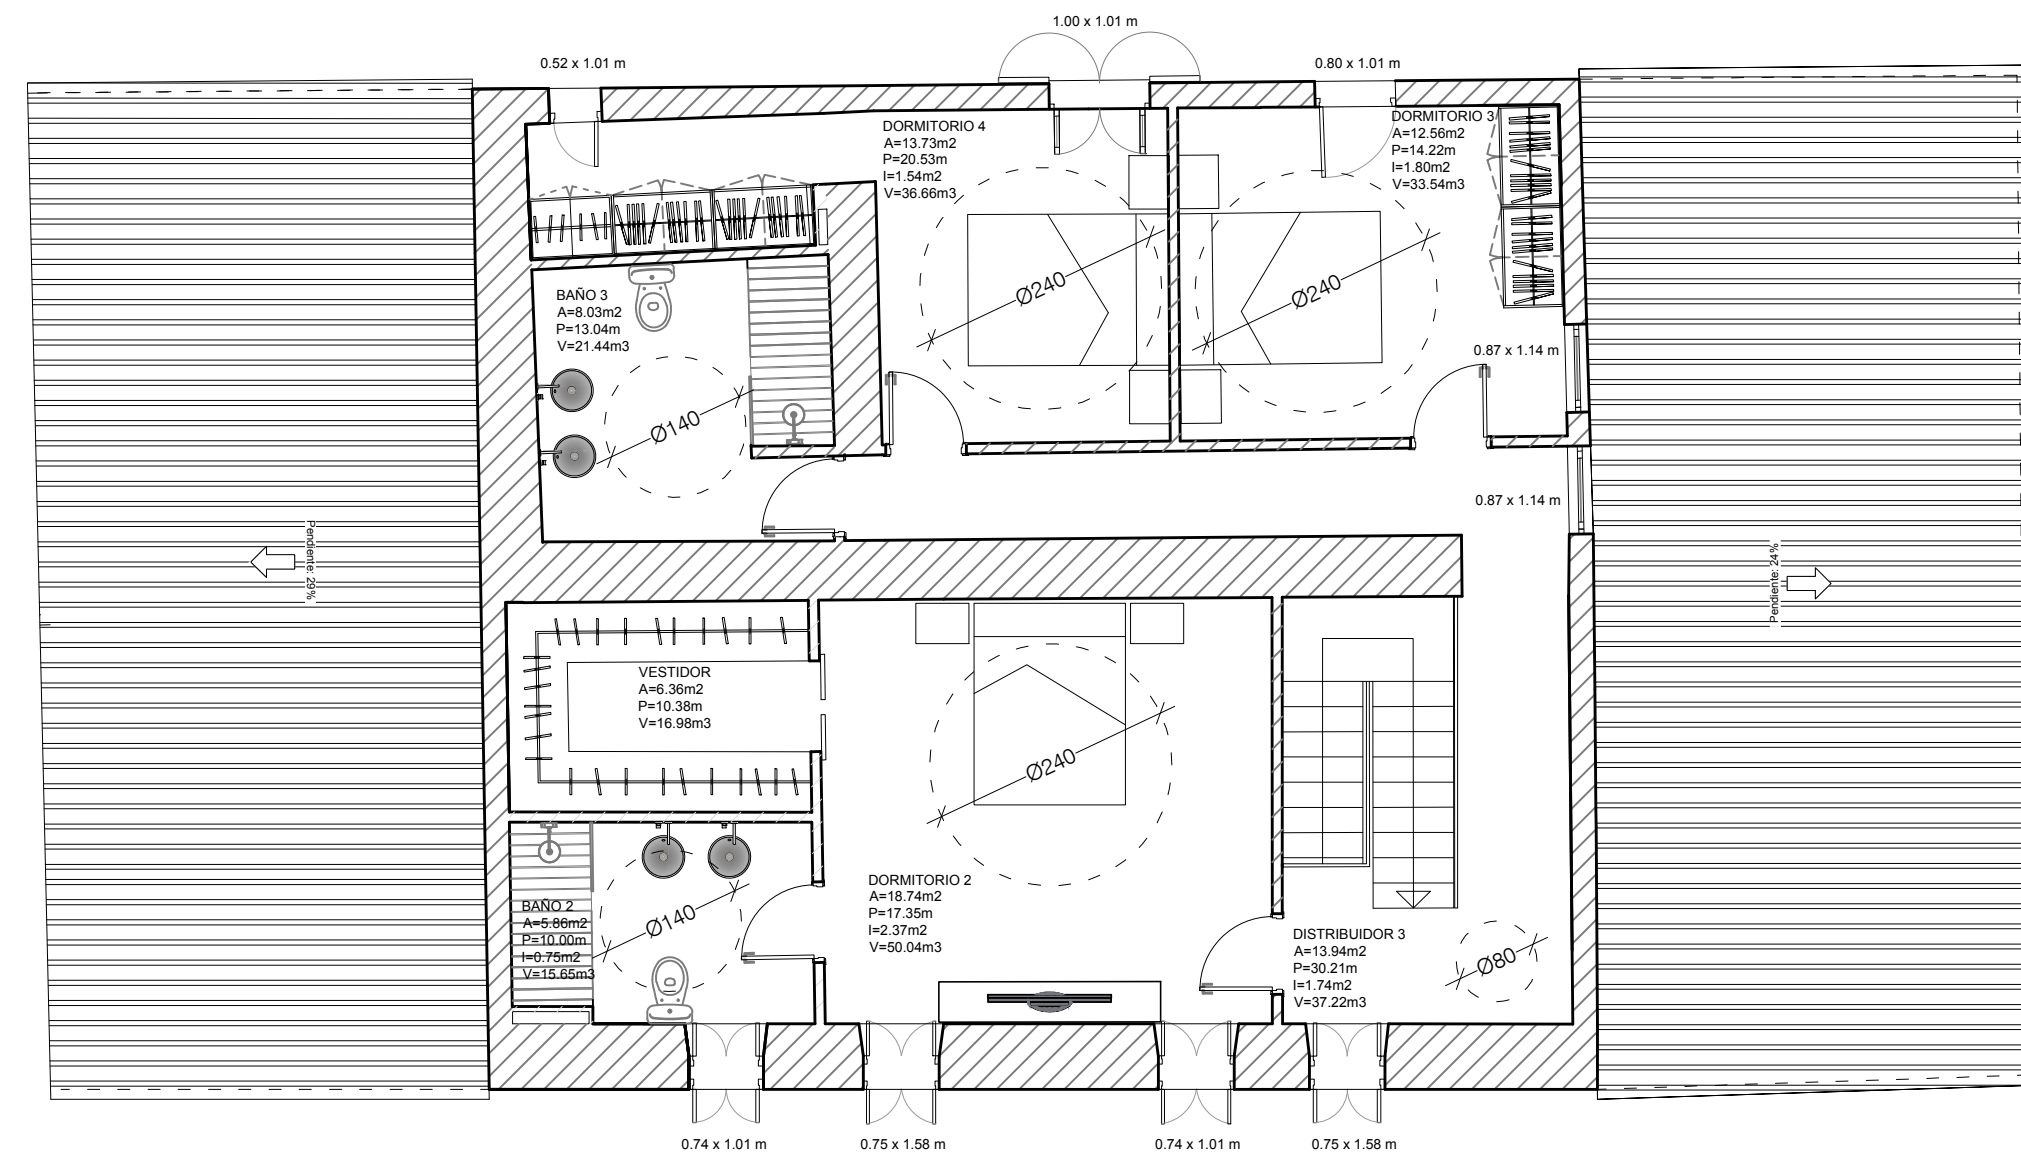 1.00 x 1.01 m
0.52 x 1.01 m
0.80 x 1.01 m
DORMITORIO 4
A=13.73m2
P=20.53m
I=1.54m2
V=36.66m3
DORMITORIO 3
A=12.56m2
P=14.22m
I=1.80m2
V=33.54m3
Ø240
Ø240
BAÑO 3
A=8.03m2
P=13.04m
V=21.44m3
Ø140
0.87 x 1.14 m
0.87 x 1.14 m
Pendiente: 29%
Pendiente: 24%
VESTIDOR
A=6.36m2
P=10.38m
V=16.98m3
Ø240
BAÑO 2
A=5.86m2
P=10.00m
I=0.75m2
V=15.65m3
Ø140
DORMITORIO 2
A=18.74m2
P=17.35m
I=2.37m2
V=50.04m3
DISTRIBUIDOR 3
A=13.94m2
P=30.21m
I=1.74m2
V=37.22m3
Ø80
0.74 x 1.01 m
0.75 x 1.58 m
0.74 x 1.01 m
0.75 x 1.58 m